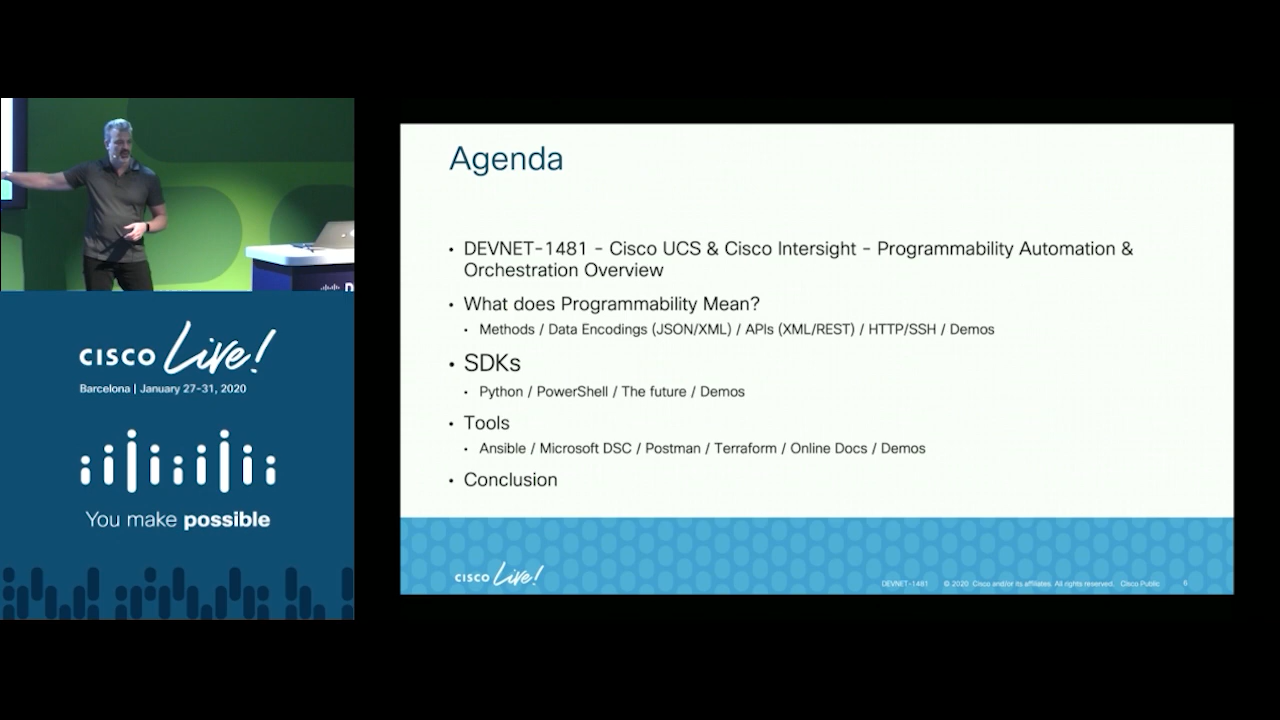 CISCO Live!
Barcelona | January 27-31, 2020
You make possible
Agenda
• DEVNET-1481 - Cisco UCS & Cisco Intersight - Programmability Automation &
Orchestration Overview
• What does Programmability Mean?
• Methods / Data Encodings (JSON/XML) / APIs (XML/REST) / HTTP/SSH / Demos
• SDKs
• Python / PowerShell / The future / Demos
• Tools
• Ansible / Microsoft DSC / Postman / Terraform / Online Docs / Demos
• Conclusion
CISCO Live!
DEVNET-1481 © 2020 Cisco and/or its affiliates. All rights reserved. Cisco Public 6